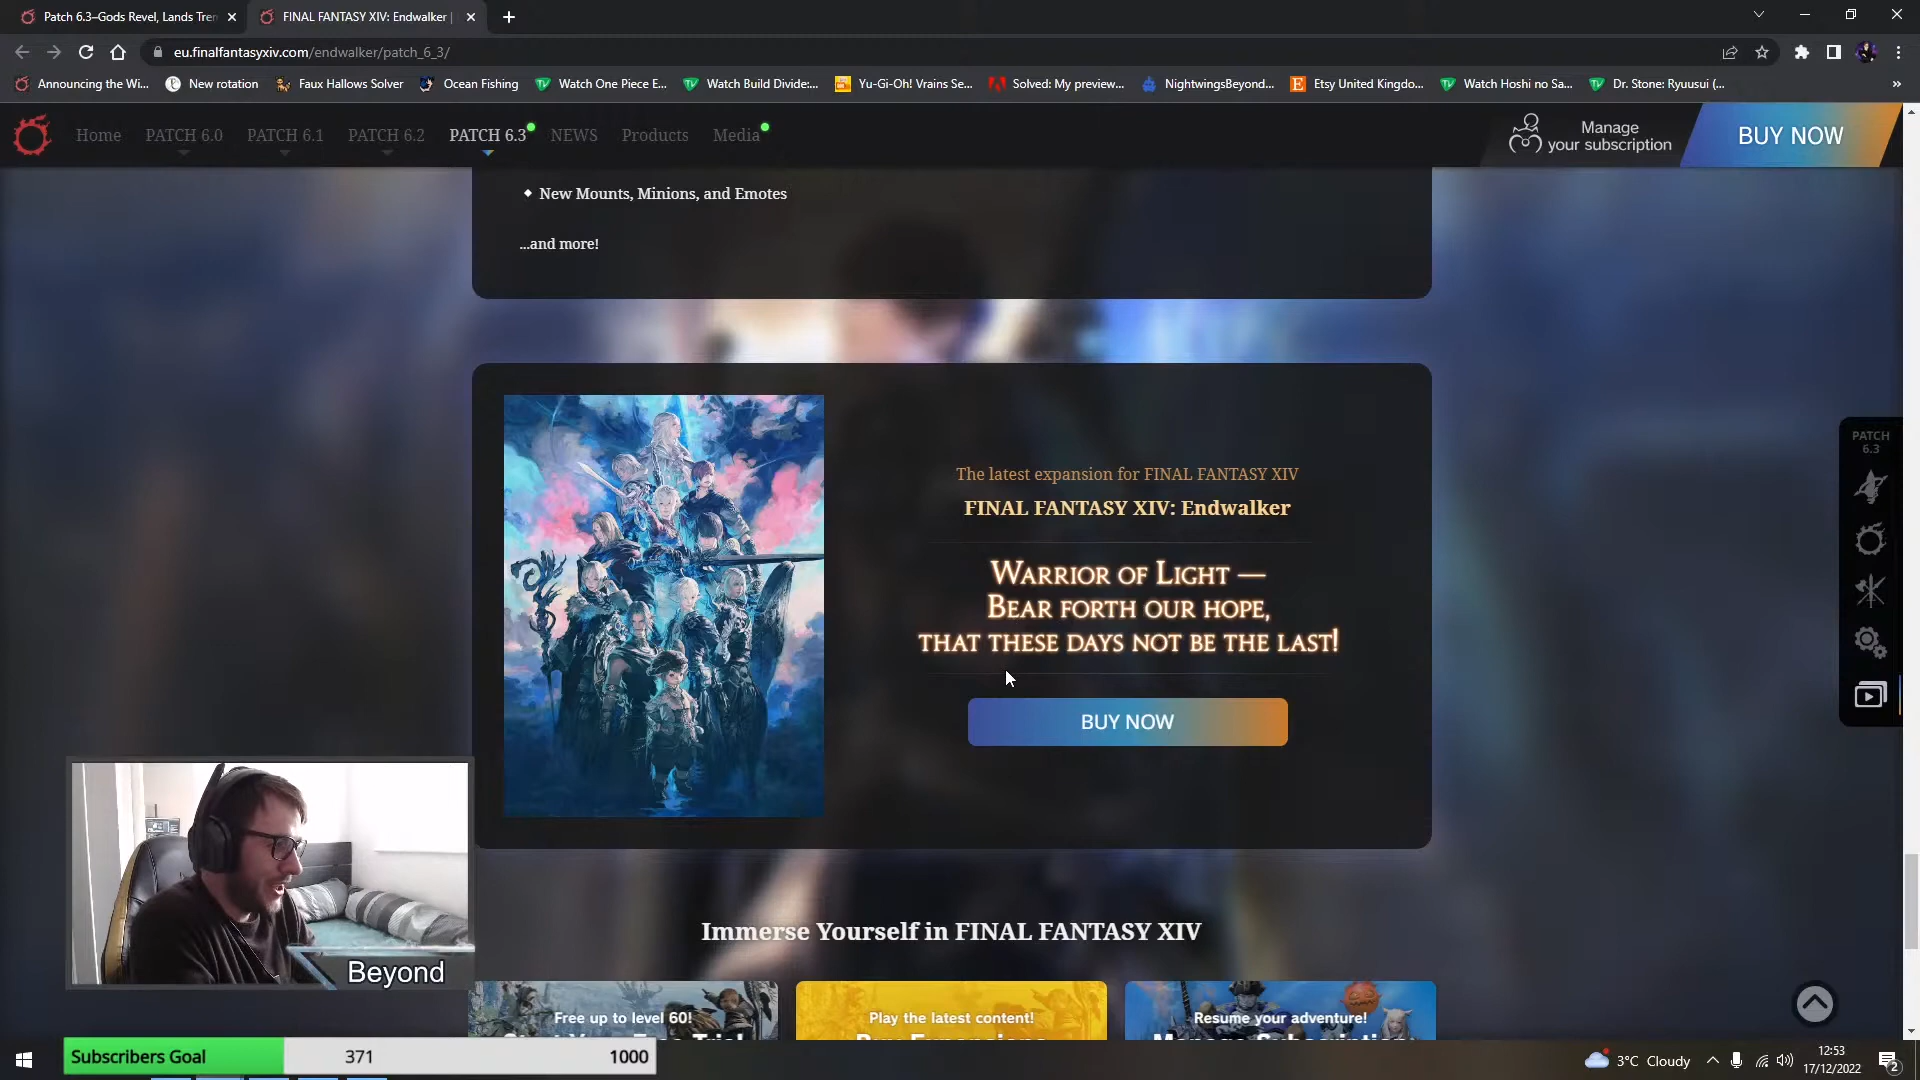 Patch 6.3–Gods Revel, Lands Tren
FINAL FANTASY XIV: Endwalker |
eu.finalfantasyxiv.com/endwalker/patch_6_3/
Announcing the Wi...
New rotation
Faux Hallows Solver
Ocean Fishing
Watch One Piece E...
Watch Build Divide:...
Yu-Gi-Oh! Vrains Se...
Solved: My preview...
NightwingsBeyond...
Etsy United Kingdo...
Watch Hoshi no Sa...
Dr. Stone: Ryuusui (...
Home
PATCH 6.0
PATCH 6.1
PATCH 6.2
PATCH 6.3
NEWS
Products
Media
Manage
your subscription
BUY NOW
New Mounts, Minions, and Emotes
...and more!
PATCH
6.3
The latest expansion for FINAL FANTASY XIV
FINAL FANTASY XIV: Endwalker
WARRIOR OF LIGHT —
BEAR FORTH OUR HOPE,
THAT THESE DAYS NOT BE THE LAST!
BUY NOW
Immerse Yourself in FINAL FANTASY XIV
Beyond
Free up to level 60!
Play the latest content!
Buy Expansions
Resume your adventure!
Manage Subscription
Subscribers Goal
371
1000
3°C Cloudy
12:53
17/12/2022
2